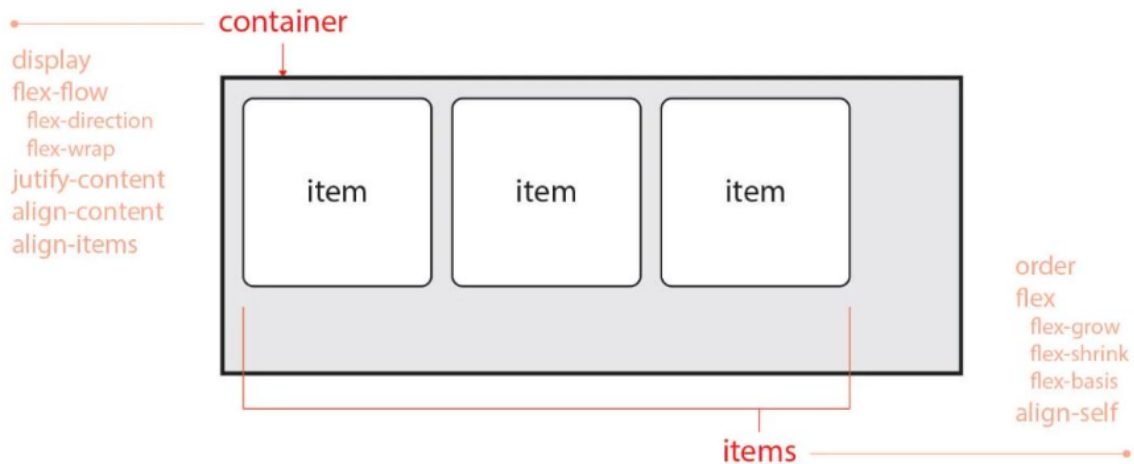 container
display
flex-flow
flex-direction
flex-wrap
jutify-content
align-content
align-items
item item item
order
flex
flex-grow
flex-shrink
flex-basis
align-self
items